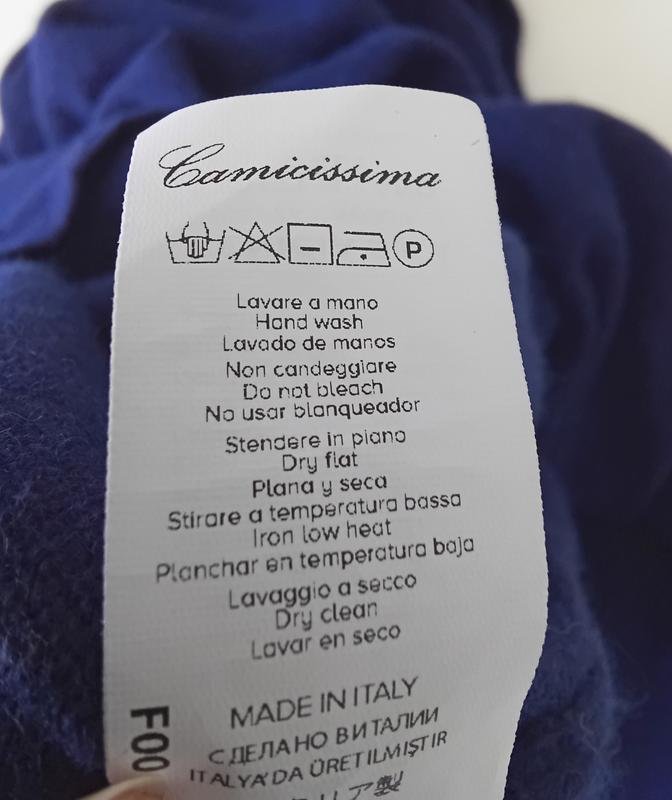 Camicissima
P
Lavare a mano
Hand wash
Lavado de manos
Non candeggiare
Do not bleach
No usar blanqueador
Stendere in piano
Dry flat
Plana y seca
Stirare a temperatura bassa
Iron low heat
Planchar en temperatura baja
Lavaggio a secco
Dry clean
Lavar en seco
MADE IN ITALY
СДЕЛАНО В ИТАЛИИ
ITALYA'DA ÜRETILMIŞTIR
F00